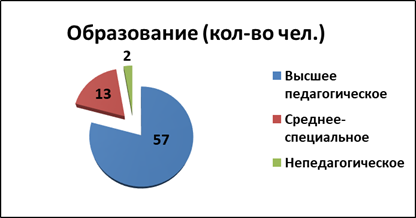 Образование (кол-во чел.)
2
13
57
Высшее
педагогическое
Среднее-
специальное
Непедагогическое